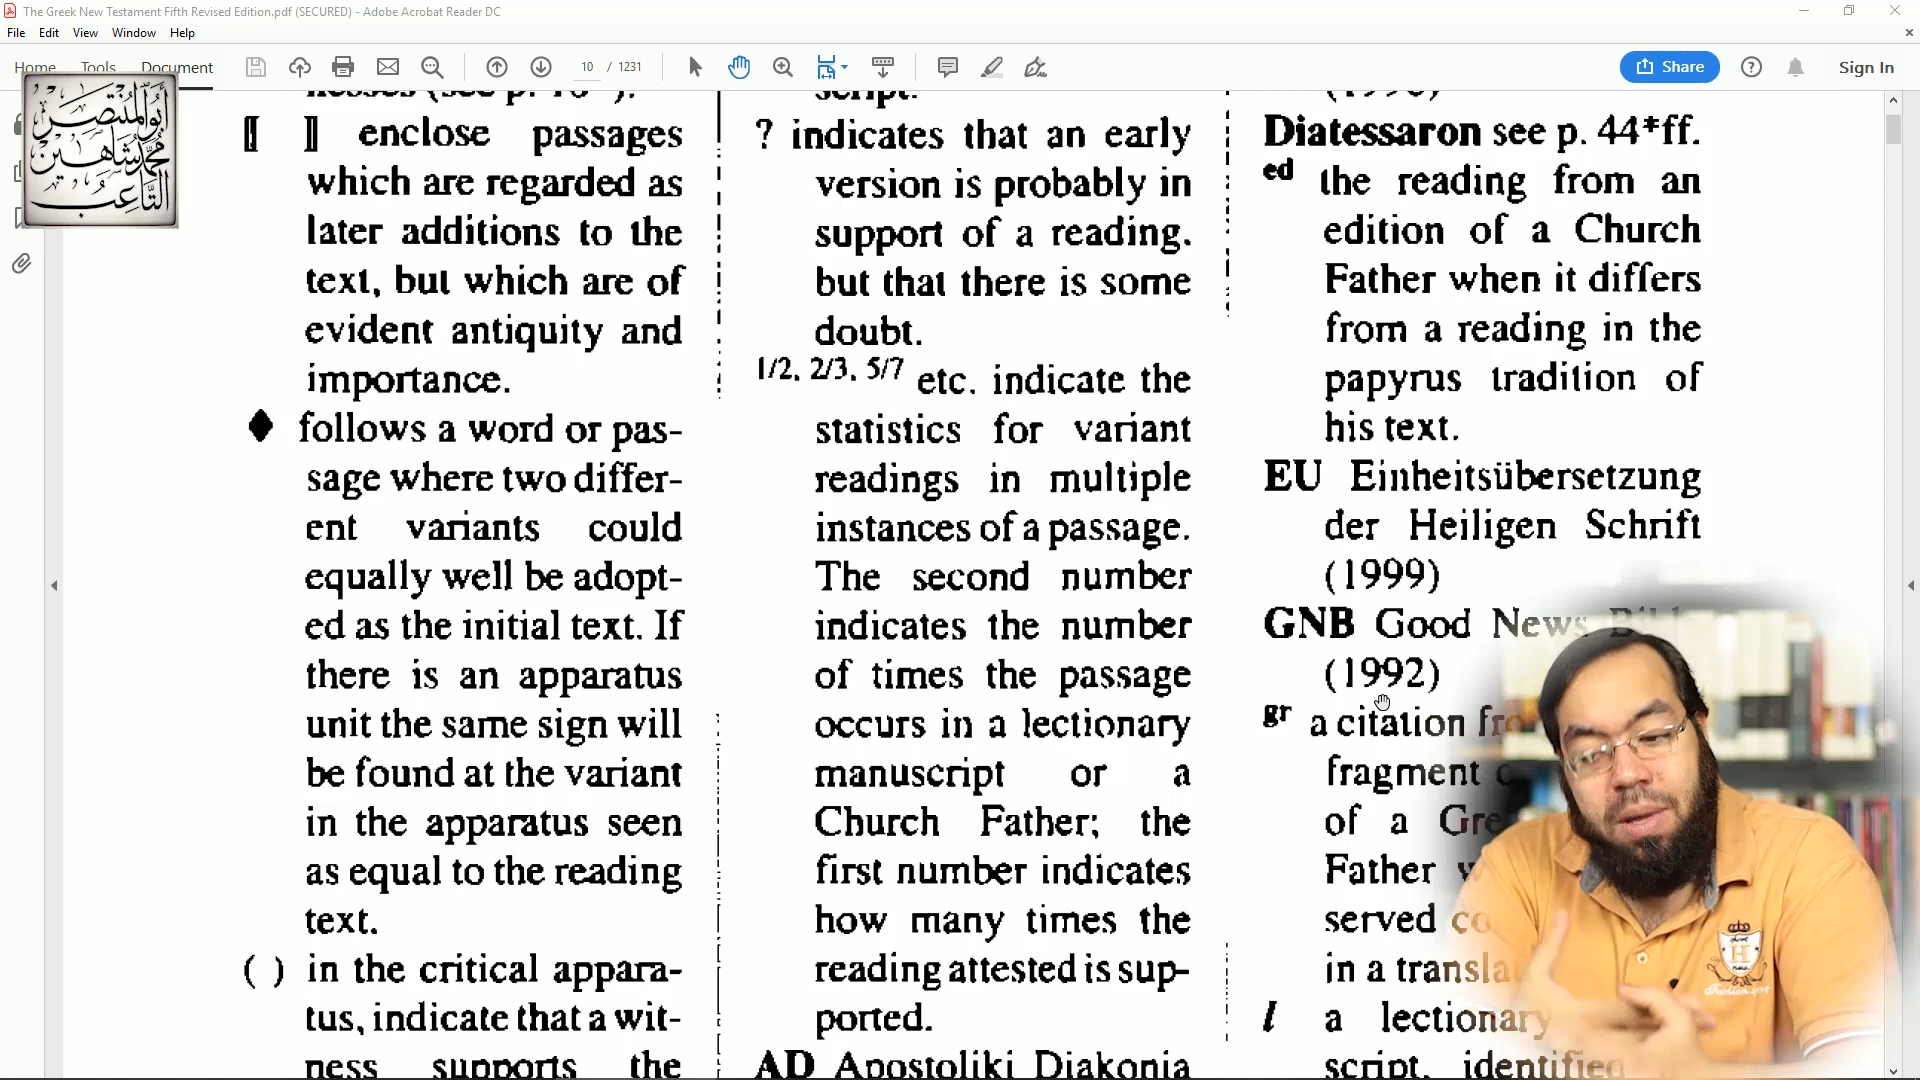 The Greek New Testament Fifth Revised Edition.pdf (SECURED) - Adobe Acrobat Reader DC
File Edit View Window Help
Home Tools Document
10 / 1231
Share
Sign In
أبو المنتصر
محمد شاهين
التاعب
⟦ ⟧ enclose passages
which are regarded as
later additions to the
text, but which are of
evident antiquity and
importance.
♦ follows a word or pas-
sage where two differ-
ent variants could
equally well be adopt-
ed as the initial text. If
there is an apparatus
unit the same sign will
be found at the variant
in the apparatus seen
as equal to the reading
text.
( ) in the critical appara-
tus, indicate that a wit-
ness supports the
script.
? indicates that an early
version is probably in
support of a reading,
but that there is some
doubt.
1/2, 2/3, 5/7 etc. indicate the
statistics for variant
readings in multiple
instances of a passage.
The second number
indicates the number
of times the passage
occurs in a lectionary
manuscript or a
Church Father; the
first number indicates
how many times the
reading attested is sup-
ported.
AD Apostoliki Diakonia
Diatessaron see p. 44*ff.
ed the reading from an
edition of a Church
Father when it differs
from a reading in the
papyrus tradition of
his text.
EU Einheitsübersetzung
der Heiligen Schrift
(1999)
GNB Good News Bible
(1992)
gr a citation
fragment
of a
Father
served
in a
l a lectionary
script, identified